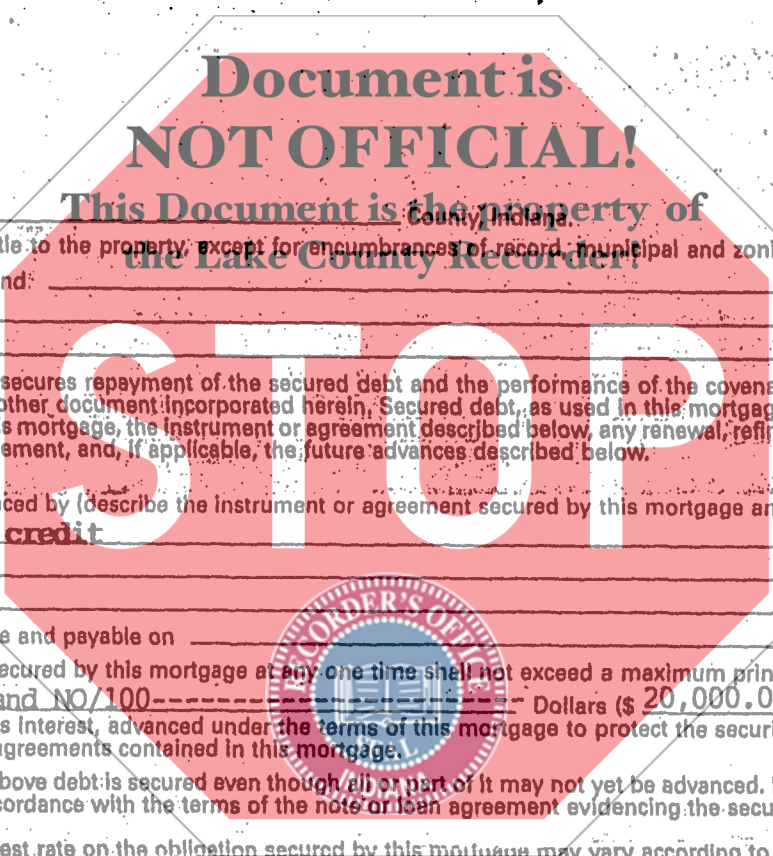 Document is
NOT OFFICIAL!
This Document is the property of
the Lake County Recorder!
County, Indiana.
tle to the property, except for encumbrances of record, municipal and zoni
nd:
STOP
secures repayment of the secured debt and the performance of the covena
other document incorporated herein. Secured debt, as used in this mortgag
s mortgage, the instrument or agreement described below, any renewal, refin
ement, and, if applicable, the future advances described below.
ced by (describe the instrument or agreement secured by this mortgage an
credit
e and payable on
ecured by this mortgage at any one time shall not exceed a maximum prin
and NO/100------------------------ Dollars ($ 20,000.0
s interest, advanced under the terms of this mortgage to protect the securi
agreements contained in this mortgage.
bove debt is secured even though all or part of it may not yet be advanced.
cordance with the terms of the note or loan agreement evidencing the secu
est rate on the obligation secured by this mortgage may vary according to
RECORDER'S OFFICE
SEAL
INDIANA